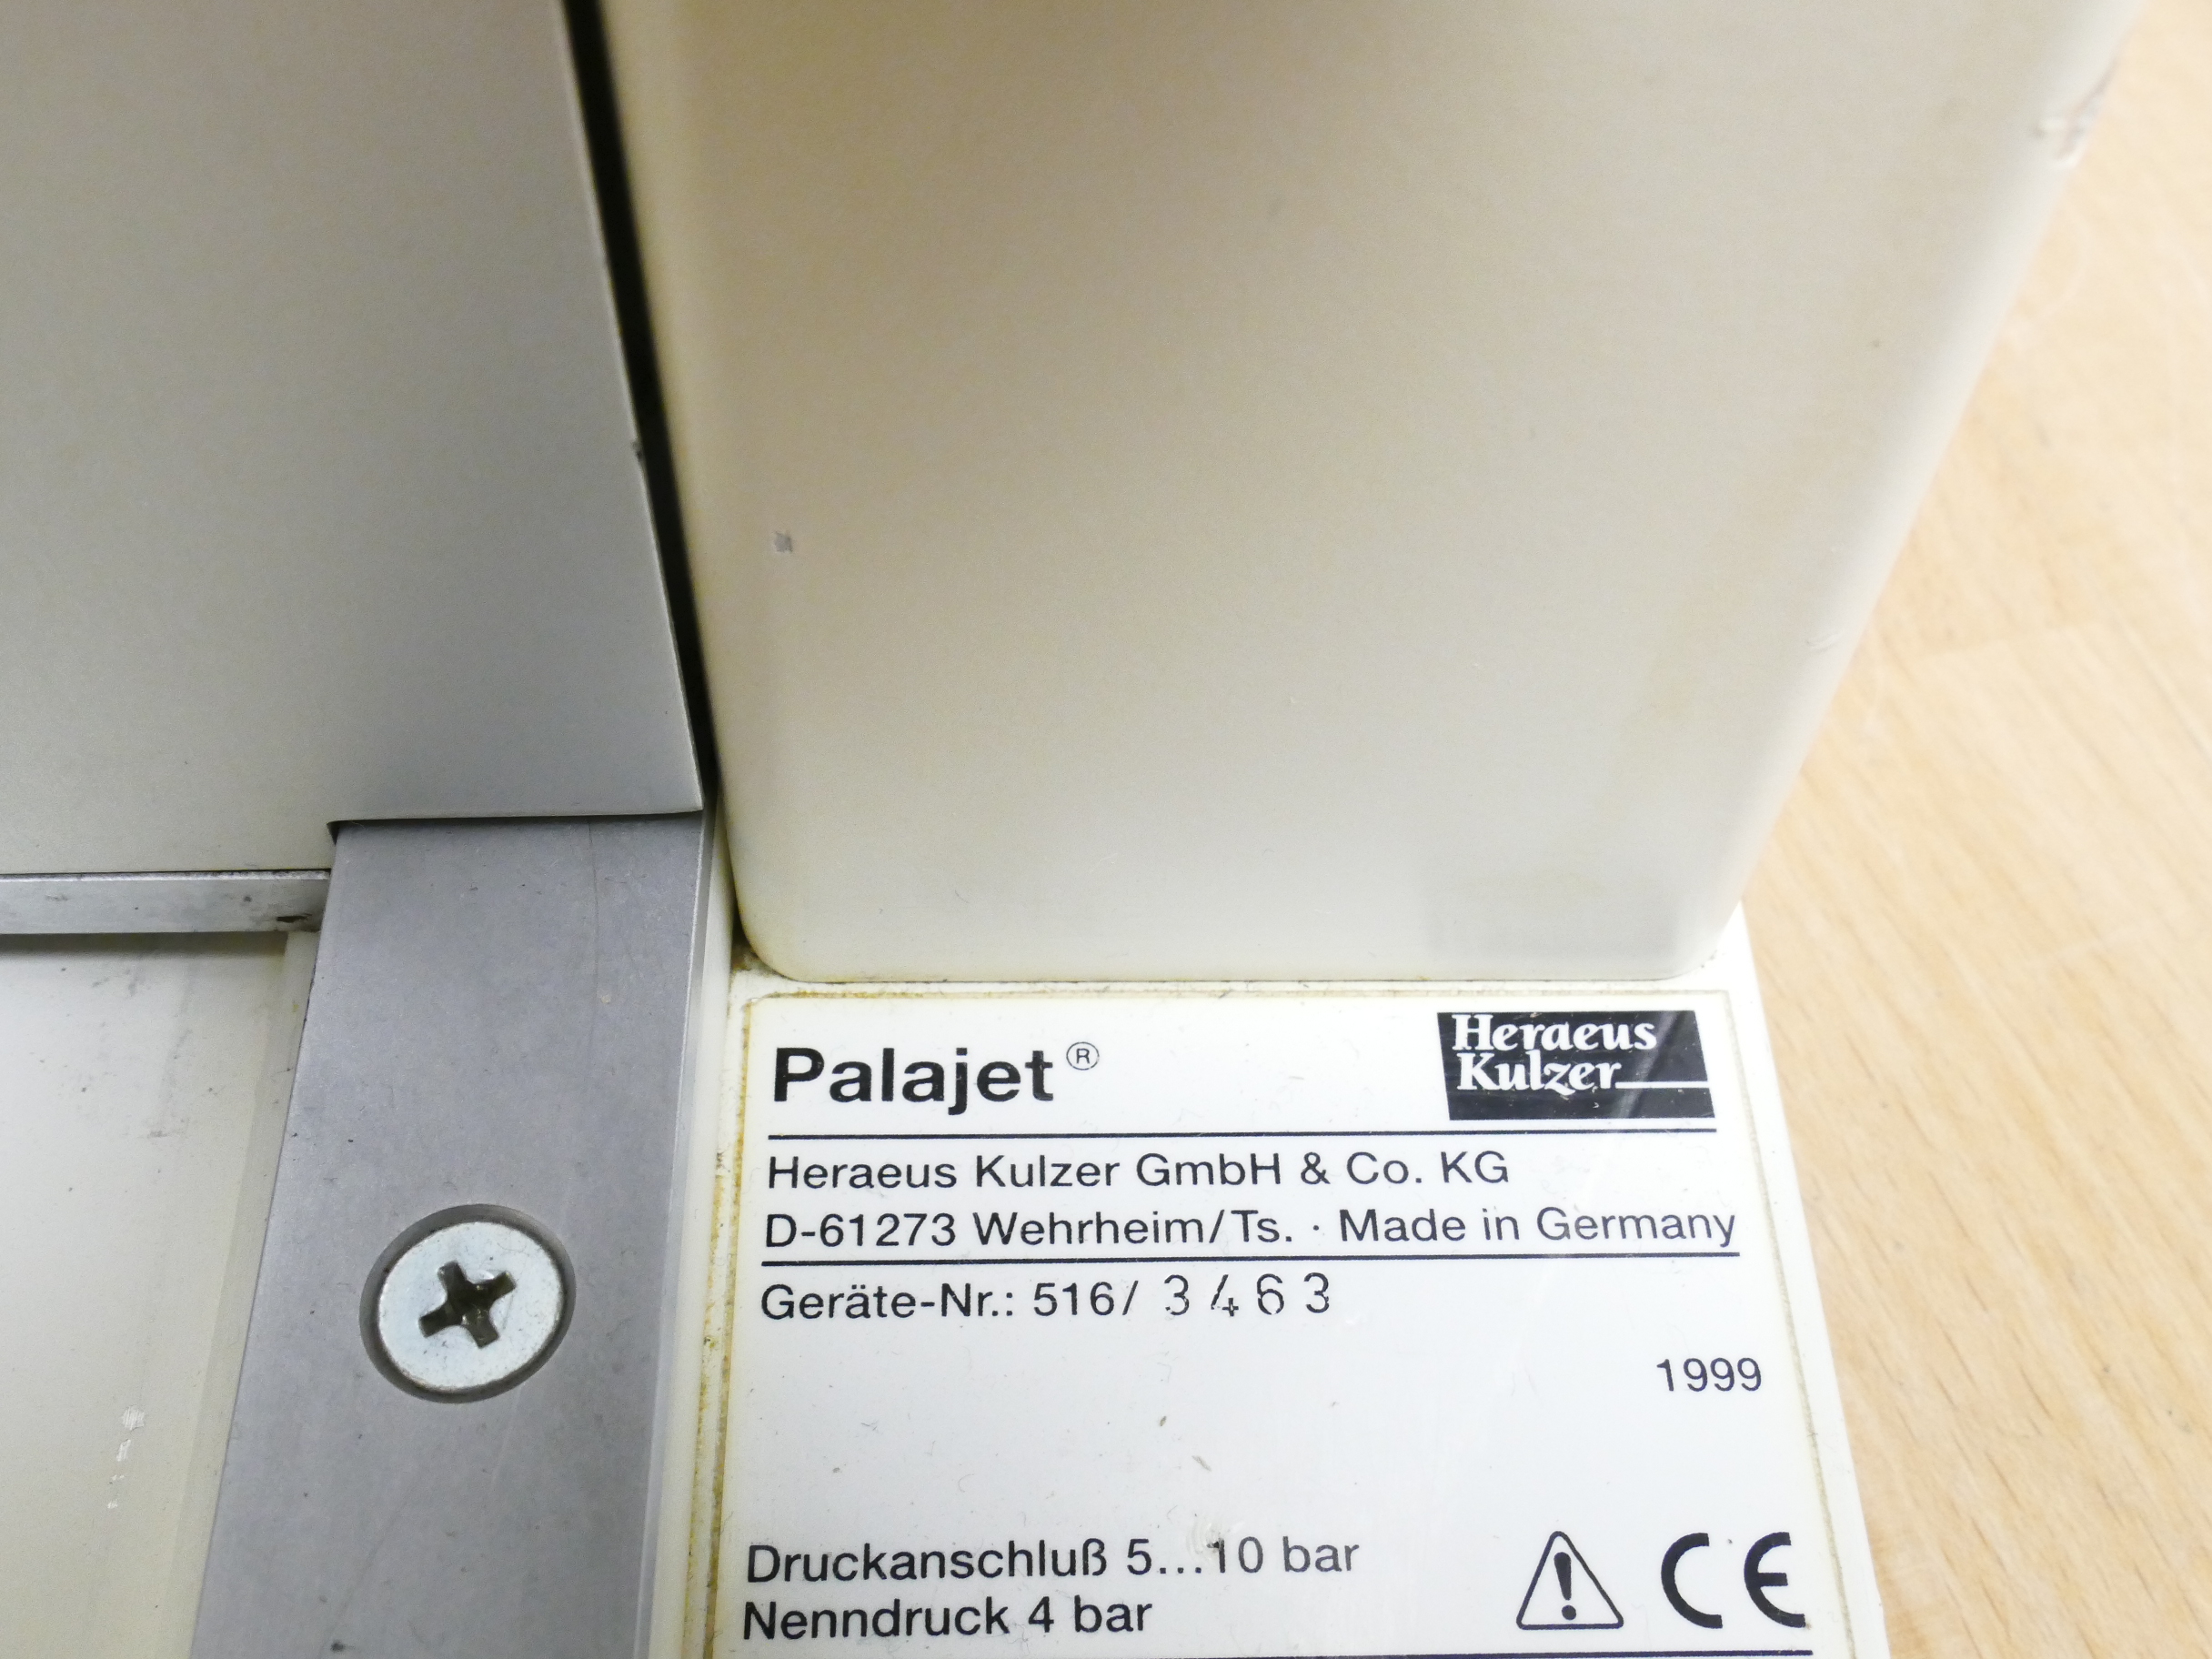 Palajet®
Heraeus
Kulzer
Heraeus Kulzer GmbH & Co. KG
D-61273 Wehrheim/Ts. · Made in Germany
Geräte-Nr.: 516/ 3463
1999
Druckanschluß 5...10 bar
Nenndruck 4 bar
CE